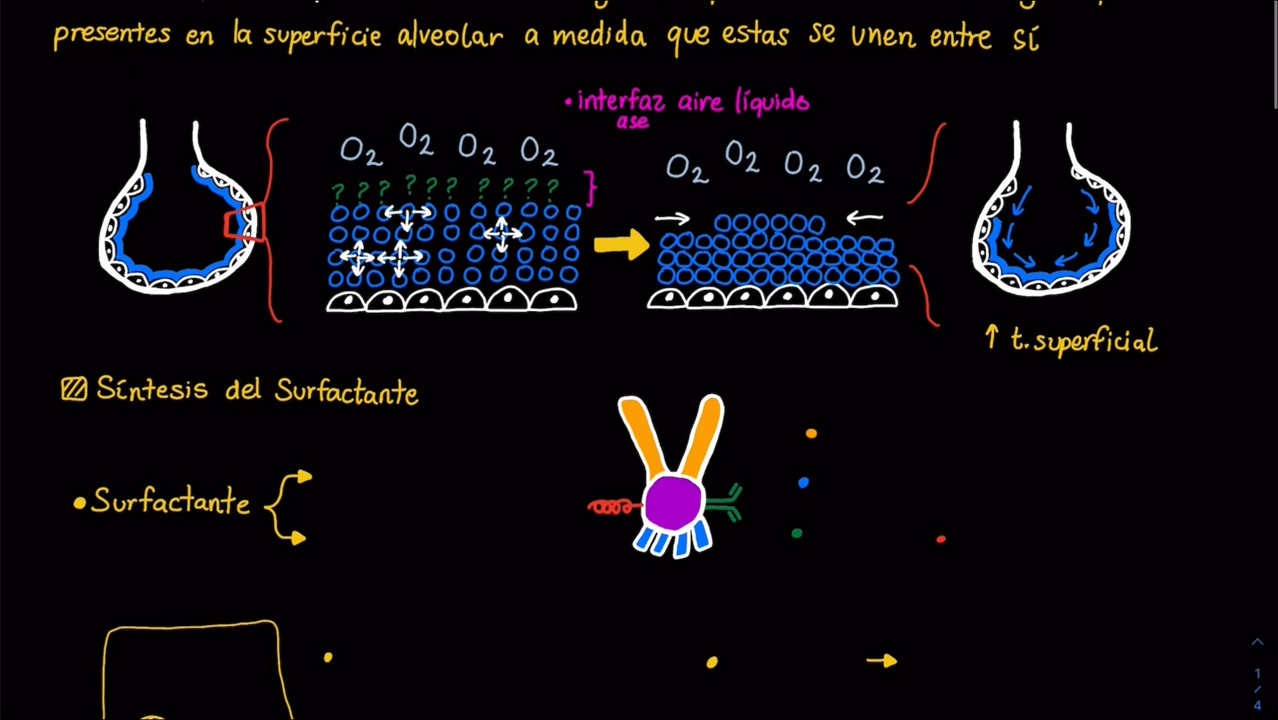 presentes en la superficie alveolar a medida que estas se unen entre sí
• interfaz aire líquido
ase
O2 O2 O2 O2
? ? ? ? ? ? ? ? ? ?
O2 O2 O2 O2
↑ t. superficial
Síntesis del Surfactante
• Surfactante
1
/
4